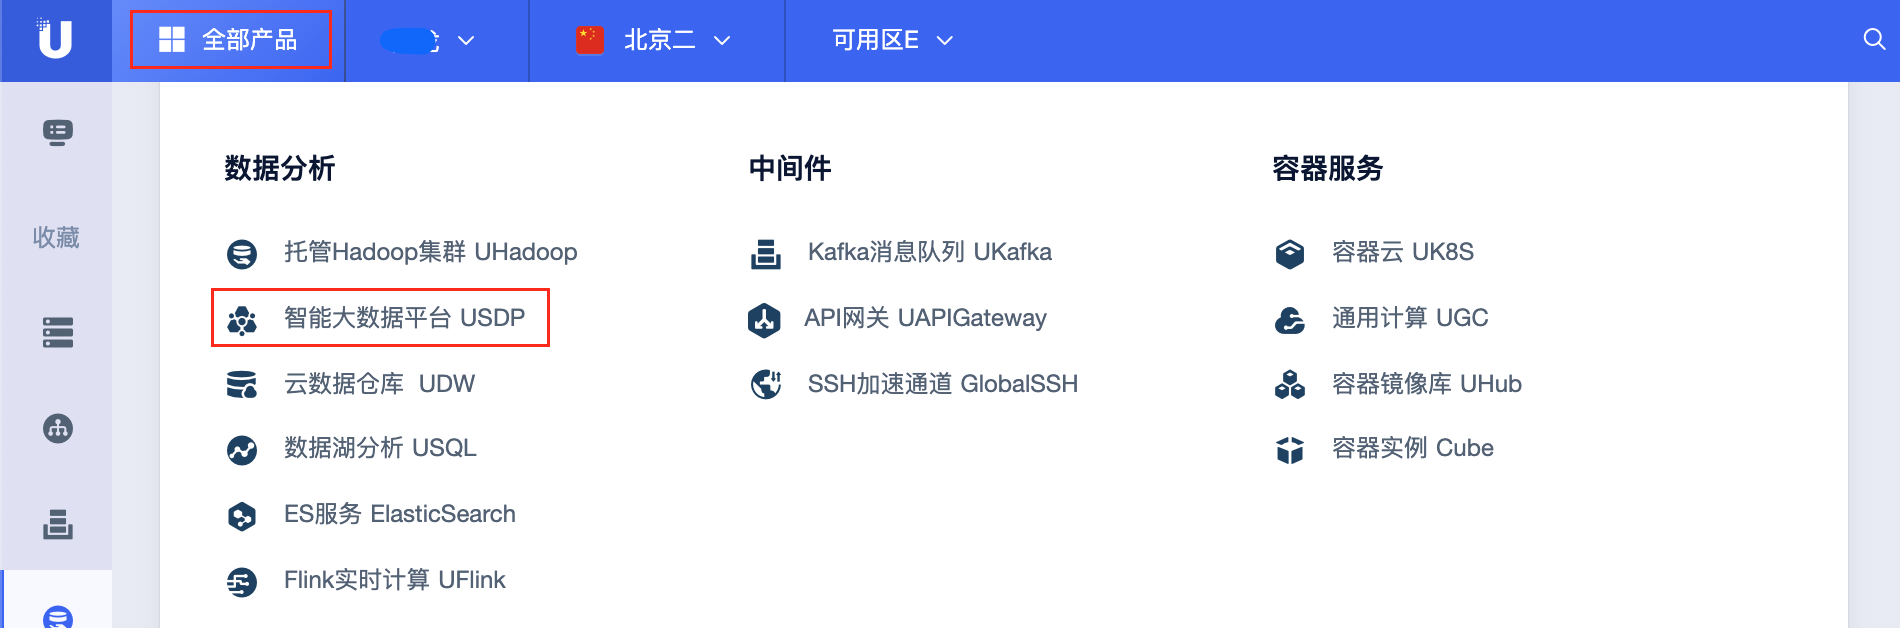 全部产品
北京二
可用区E
收藏
数据分析
托管Hadoop集群 UHadoop
智能大数据平台 USDP
云数据仓库 UDW
数据湖分析 USQL
ES服务 ElasticSearch
Flink实时计算 UFlink
中间件
Kafka消息队列 UKafka
API网关 UAPIGateway
SSH加速通道 GlobalSSH
容器服务
容器云 UK8S
通用计算 UGC
容器镜像库 UHub
容器实例 Cube